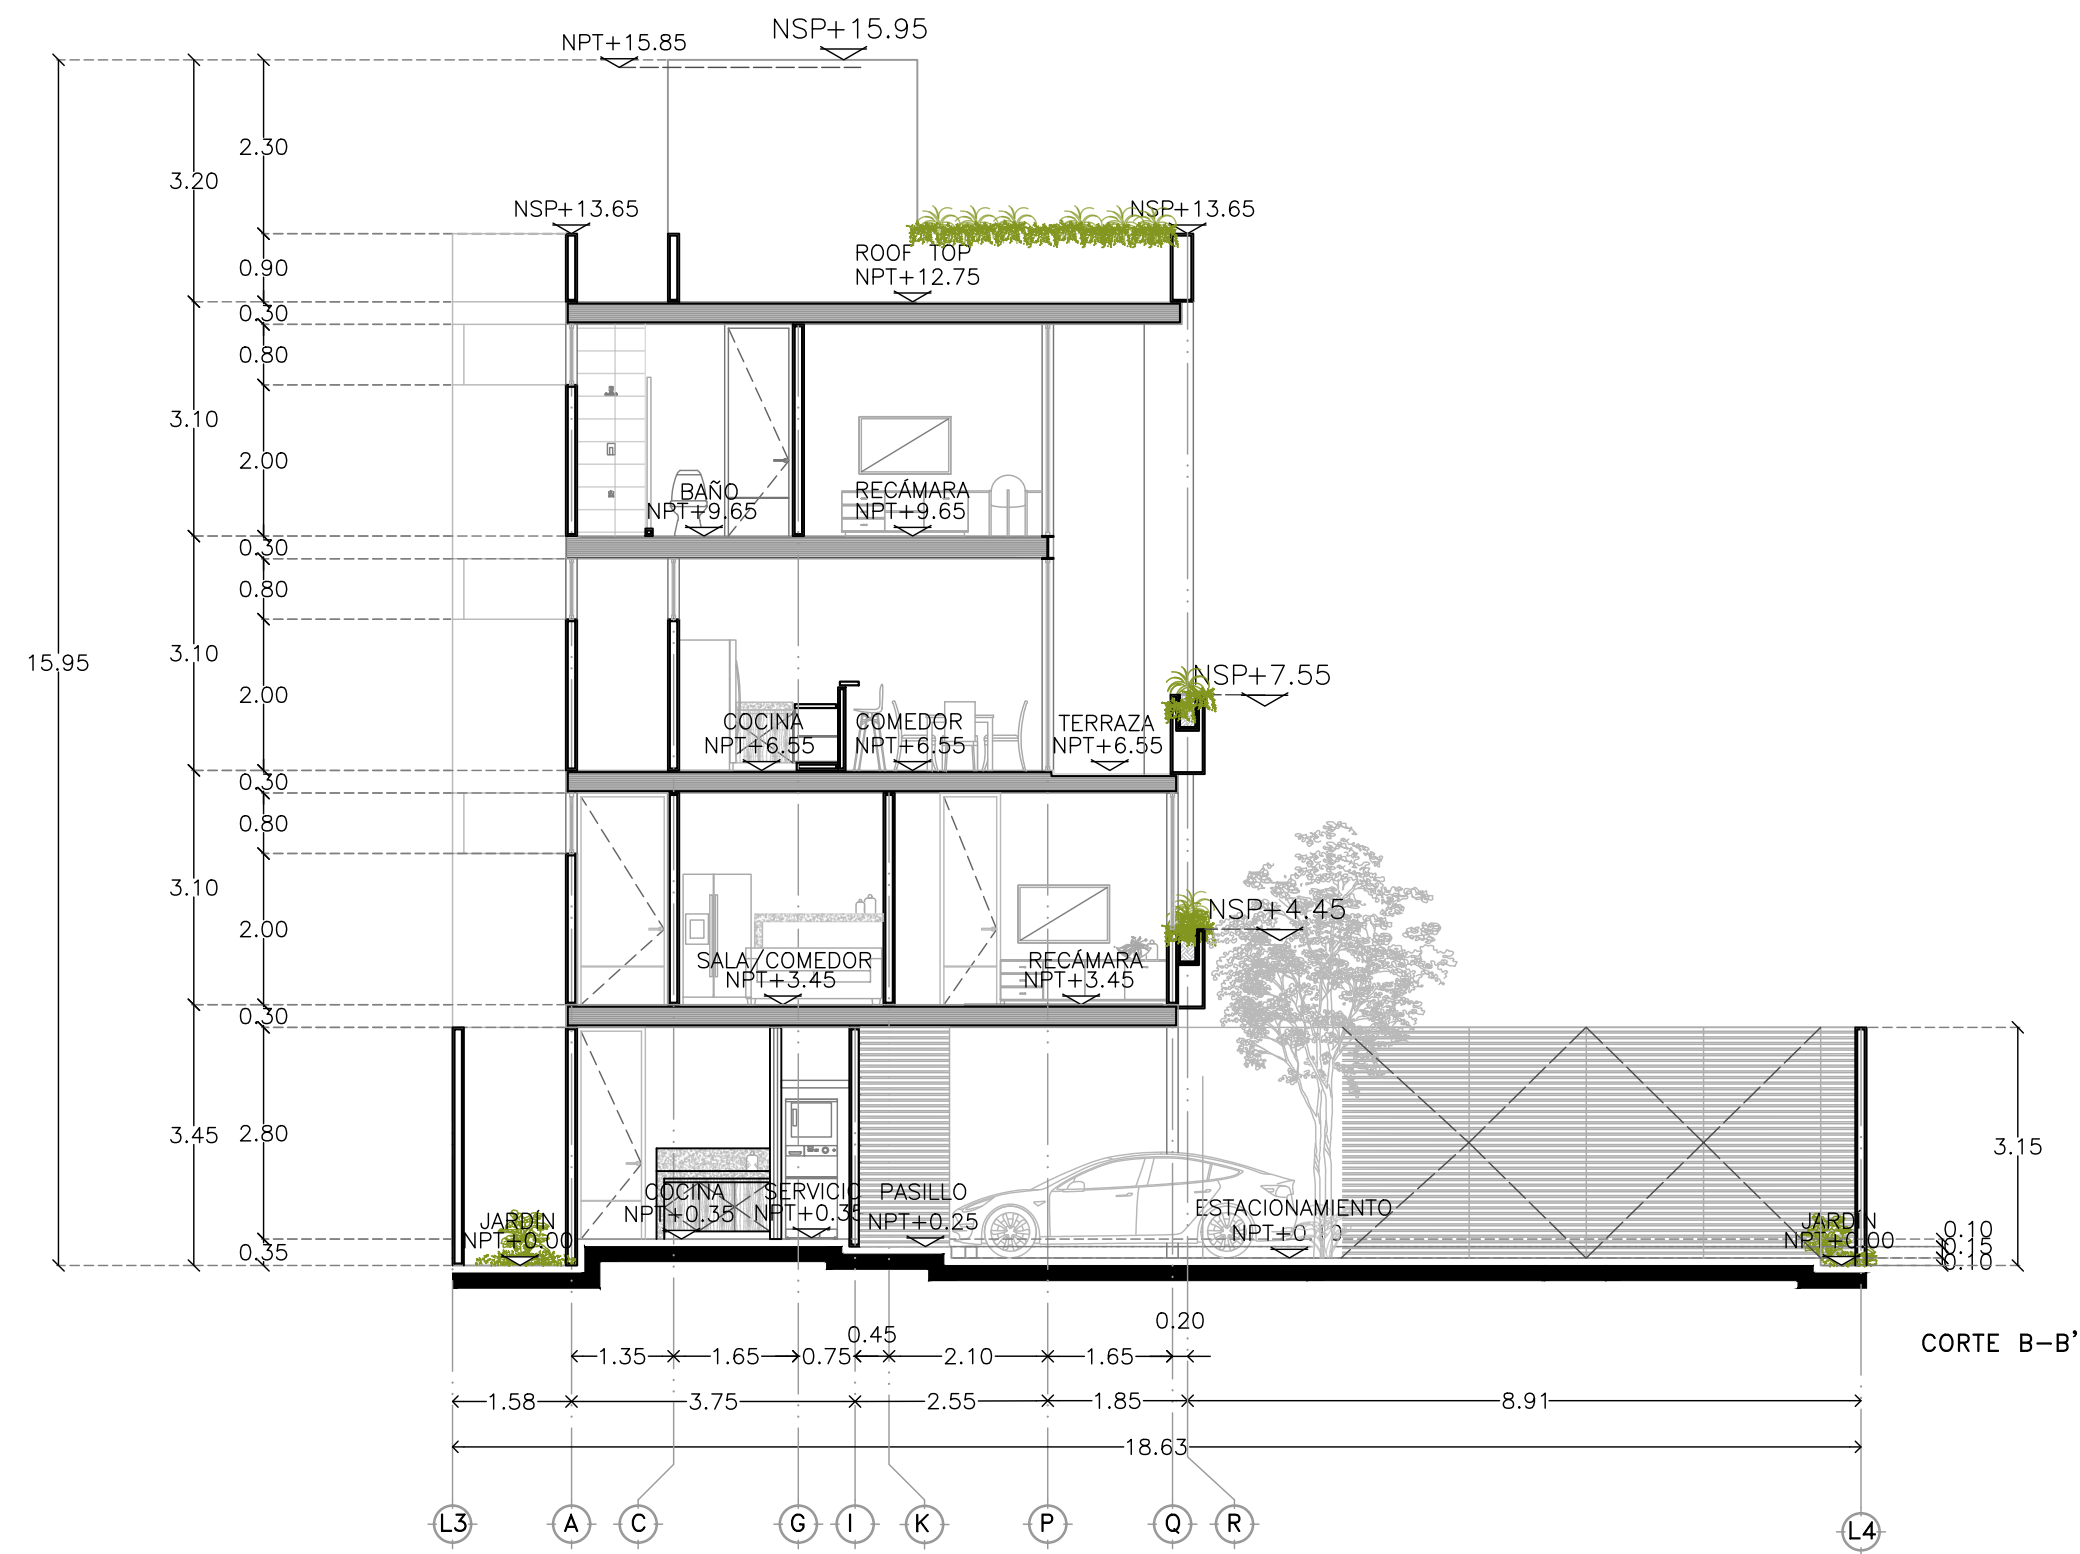 NSP+15.95
NPT+15.85
2.30
3.20
NSP+13.65
NSP+13.65
ROOF TOP
NPT+12.75
0.90
0.30
0.80
3.10
2.00
BAÑO
NPT+9.65
RECÁMARA
NPT+9.65
0.30
0.80
3.10
15.95
2.00
NSP+7.55
COCINA
NPT+6.55
COMEDOR
NPT+6.55
TERRAZA
NPT+6.55
0.30
0.80
3.10
2.00
NSP+4.45
SALA/COMEDOR
NPT+3.45
RECÁMARA
NPT+3.45
0.30
3.45
2.80
3.15
COCINA
NPT+0.35
SERVICIO
NPT+0.35
PASILLO
NPT+0.25
ESTACIONAMIENTO
JARDÍN
NPT+0.00
JARDÍN
NPT+0.00
0.35
0.10
0.15
0.10
0.20
0.45
CORTE B-B'
1.35
1.65
0.75
2.10
1.65
1.58
3.75
2.55
1.85
8.91
18.63
L3
A
C
G
I
K
P
Q
R
L4